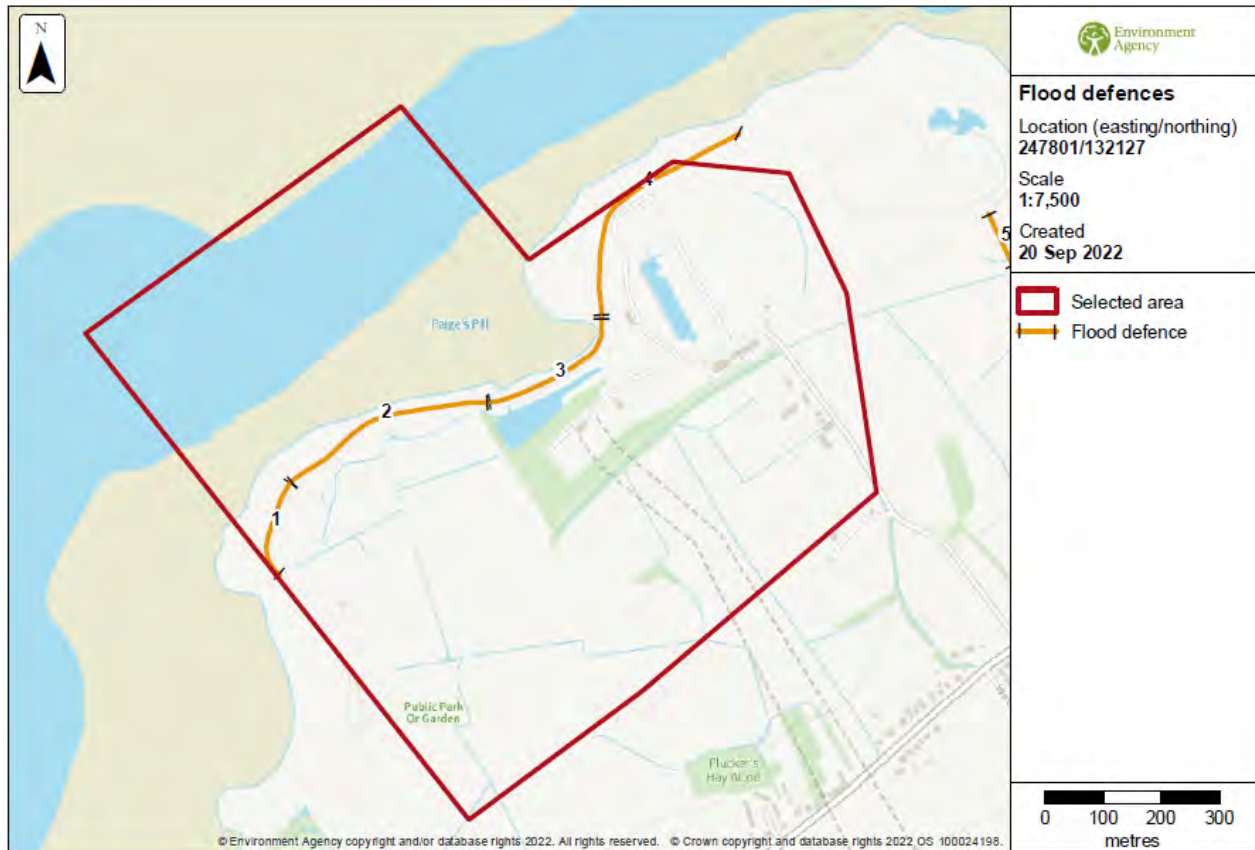 N
Environment
Agency
Flood defences
Location (easting/northing)
247801/132127
Scale
1:7,500
Created
20 Sep 2022
Selected area
Flood defence
4
5
Paige's Pill
3
2
1
Public Park
Or Garden
Plucker's
Hay Wood
0 100 200 300
metres
© Environment Agency copyright and/or database rights 2022. All rights reserved. © Crown copyright and database rights 2022 OS 100024198.